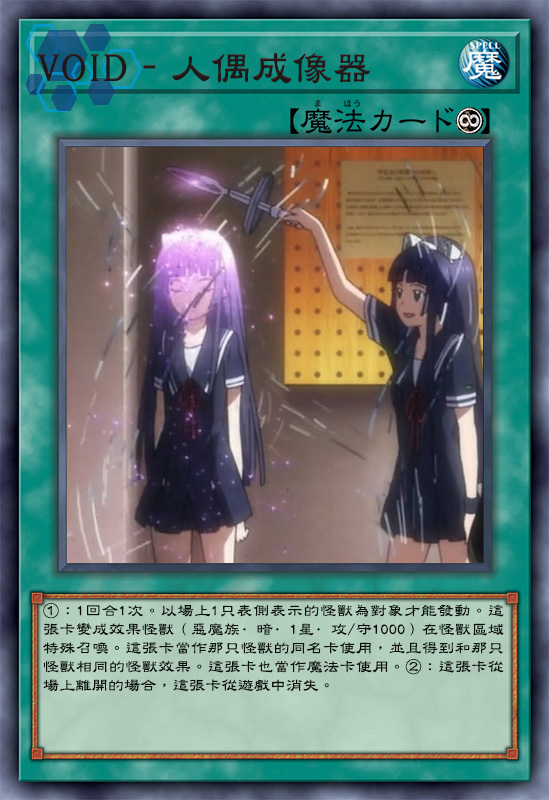 VOID - 人偶成像器
SPELL
魔
【魔法カード】
ま ほう
①：1回合1次。以場上1只表側表示的怪獸為對象才能發動。這
張卡變成效果怪獸（惡魔族·暗·1星·攻/守1000）在怪獸區域
特殊召喚。這張卡當作那只怪獸的同名卡使用，並且得到和那只
怪獸相同的怪獸效果。這張卡也當作魔法卡使用。②：這張卡從
場上離開的場合，這張卡從遊戲中消失。